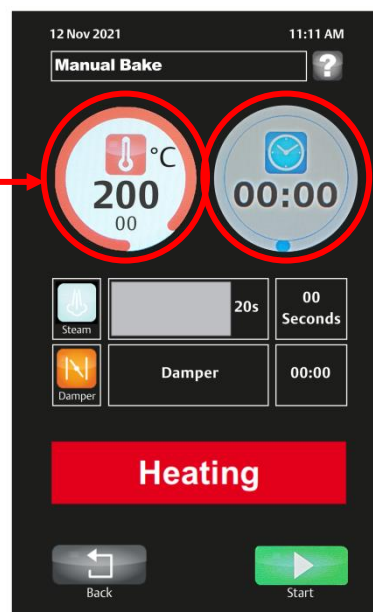 12 Nov 2021 11:11 AM
Manual Bake ?
°C
200
00
00:00
Steam 20s 00 Seconds
Damper Damper 00:00
Heating
Back Start